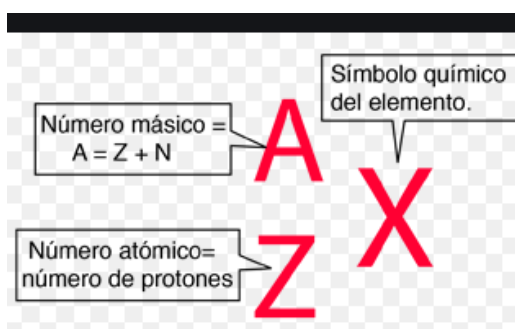 Símbolo químico
del elemento.
Número másico =
A = Z + N
A
X
Número atómico=
número de protones
Z